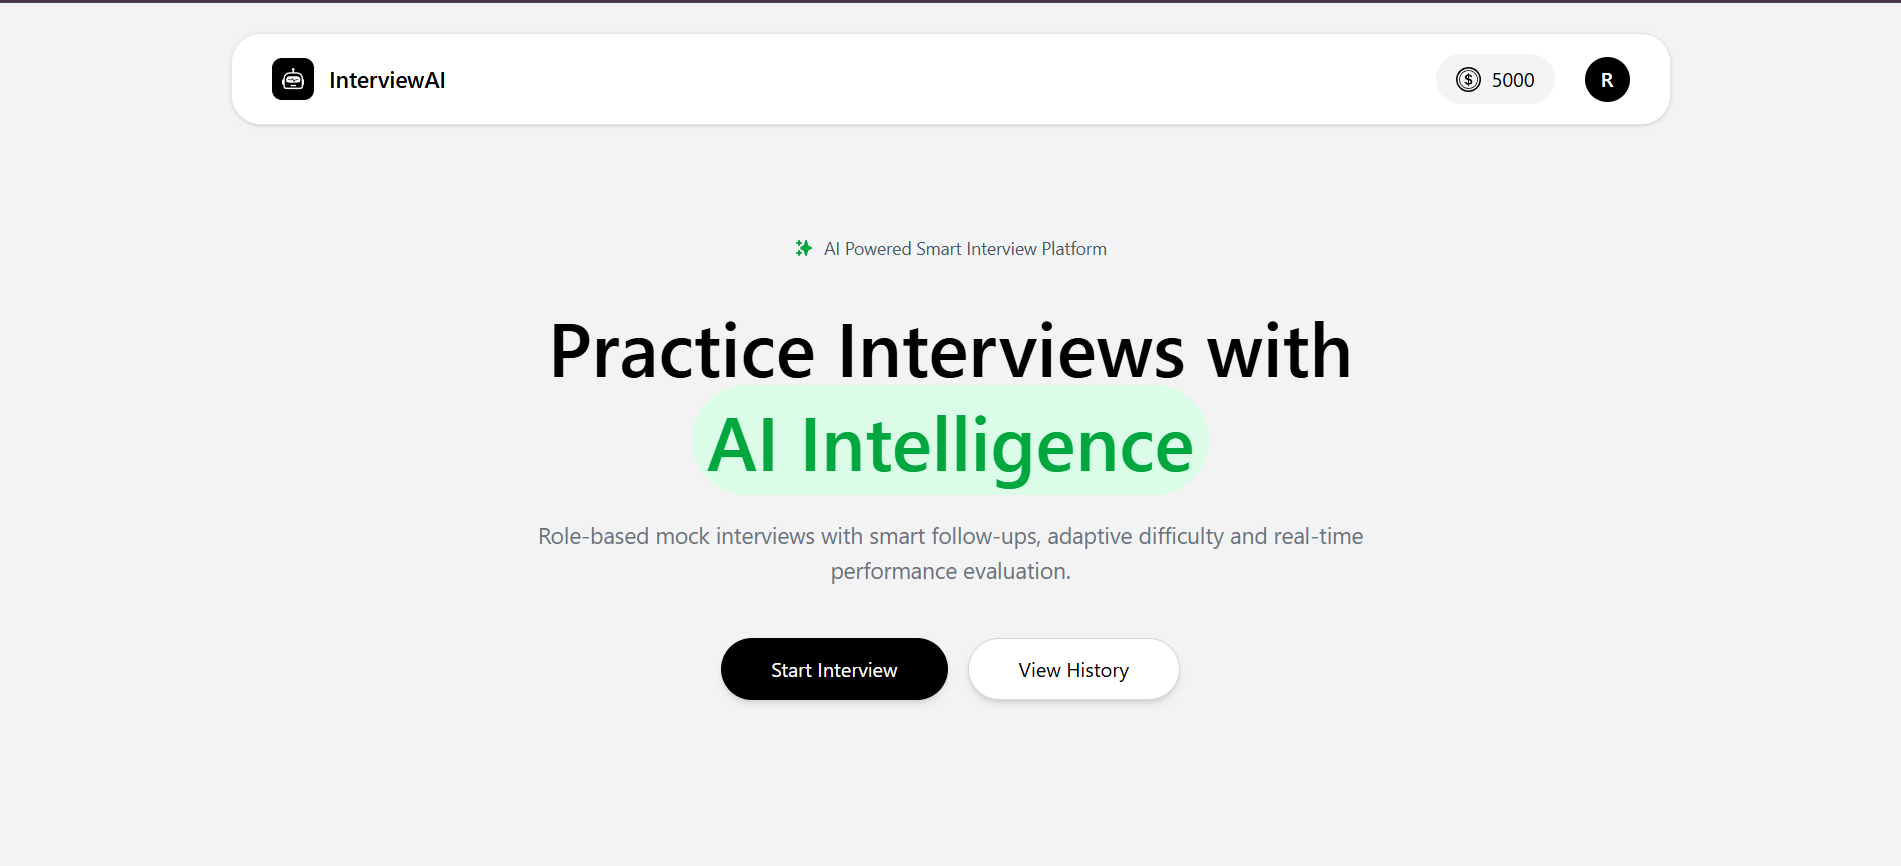 InterviewAI
5000
R
AI Powered Smart Interview Platform
Practice Interviews with
AI Intelligence
Role-based mock interviews with smart follow-ups, adaptive difficulty and real-time
performance evaluation.
Start Interview
View History